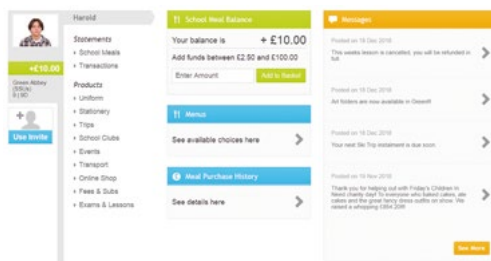 +£10.00
Green Abbey
9 | 9D
Use Invite
Harold
Statements
School Meals
Transactions
Products
Uniform
Stationery
Trips
School Clubs
Events
Transport
Online Shop
Fees & Subs
Exams & Lessons
School Meal Balance
Your balance is + £10.00
Add funds between £2.50 and £100.00
Enter Amount Add to Basket
Menus
See available choices here
Meal Purchase History
See details here
Messages
Posted on 18 Dec 2018
This weeks lesson is cancelled, you will be refunded in
full
Posted on 18 Dec 2018
Art folders are now available in
Posted on 18 Dec 2018
Your next Ski Trip instalment is due soon.
Posted on 16 Nov 2018
Thank you for helping out with Friday's Children In
Need charity day! To everyone who baked cakes, ate
cakes and the great fancy dress outfits on show. We
raised a whopping
See More